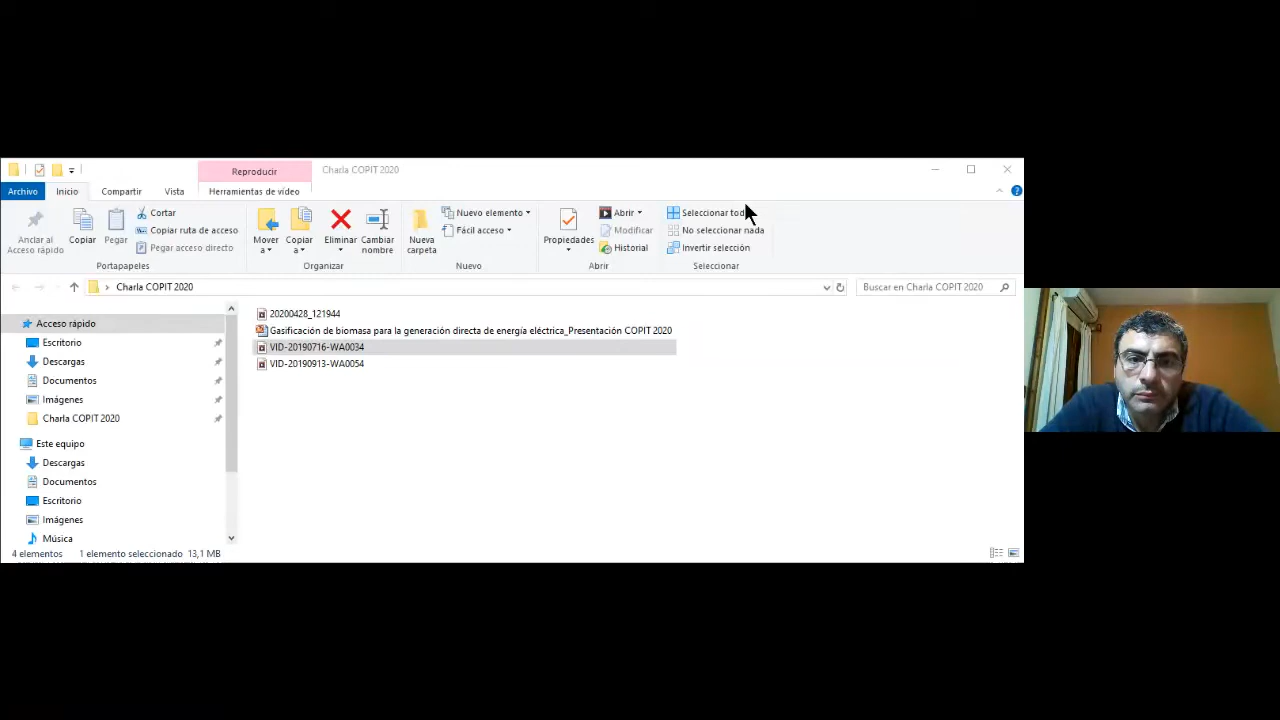 Reproducir
Charla COPIT 2020
Archivo
Inicio
Compartir
Vista
Herramientas de vídeo
Anclar al
Acceso rápido
Copiar
Pegar
Cortar
Copiar ruta de acceso
Pegar acceso directo
Portapapeles
Mover
a
Copiar
a
Eliminar
Cambiar
nombre
Organizar
Nueva
carpeta
Nuevo elemento
Fácil acceso
Nuevo
Propiedades
Abrir
Modificar
Historial
Abrir
Seleccionar
No seleccionar nada
Invertir selección
Seleccionar
Charla COPIT 2020
Buscar en Charla COPIT 2020
Acceso rápido
Escritorio
Descargas
Documentos
Imágenes
Charla COPIT 2020
Este equipo
Descargas
Documentos
Escritorio
Imágenes
Música
20200428_121944
Gasificación de biomasa para la generación directa de energía eléctrica_Presentación COPIT 2020
VID-20190716-WA0034
VID-20190913-WA0054
4 elementos
1 elemento seleccionado 13,1 MB